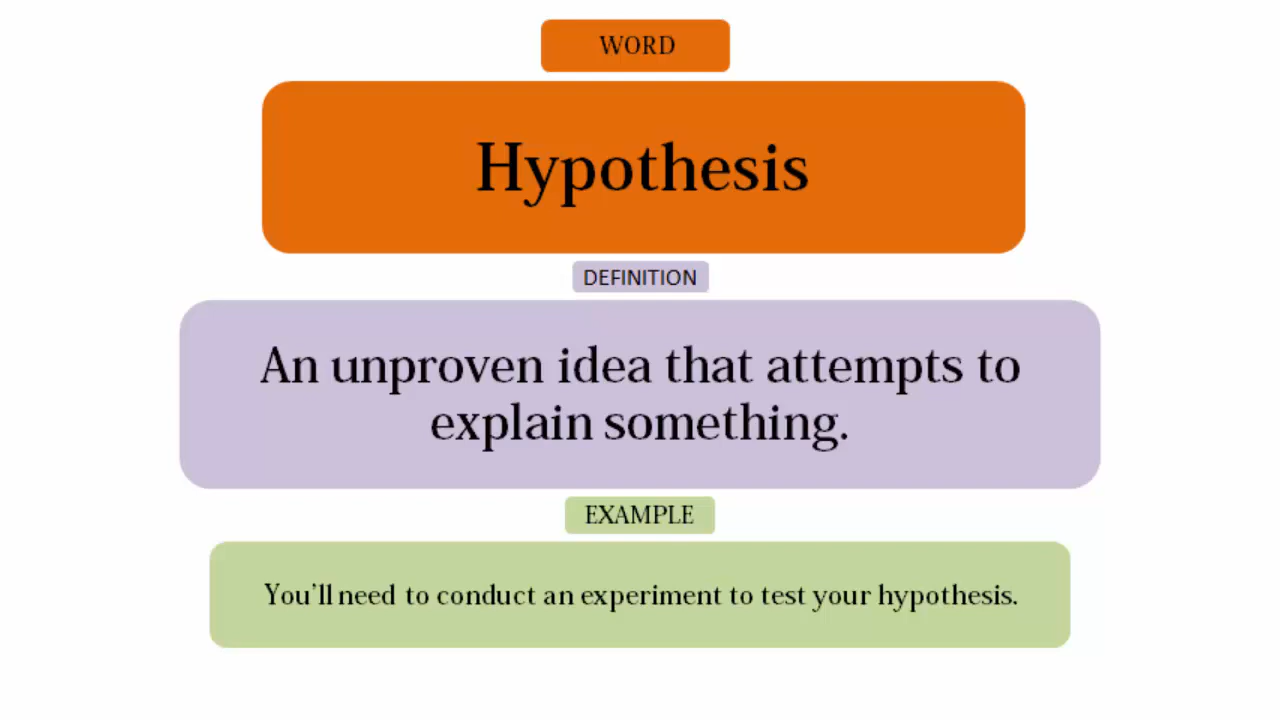 WORD
Hypothesis
DEFINITION
An unproven idea that attempts to
explain something.
EXAMPLE
You’ll need to conduct an experiment to test your hypothesis.